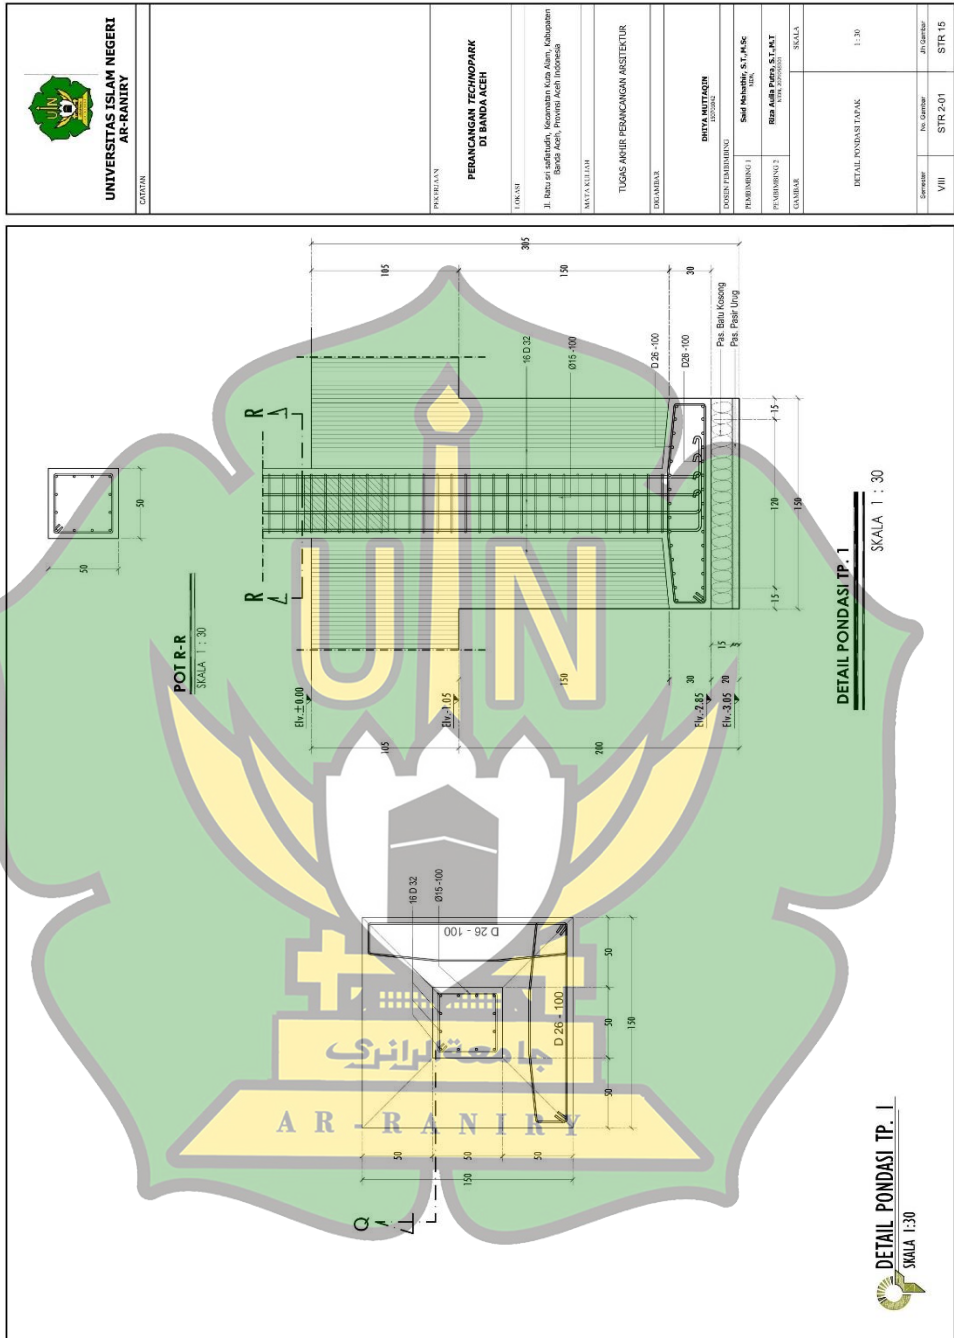 UNIVERSITAS ISLAM NEGERI
AR-RANIRY
CATATAN
PEKERJAAN
PERANCANGAN TECHNOPARK
DI BANDA ACEH
LOKASI
Jl. Ratu sri safiatudin, Kecamatan Kuta Alam, Kabupaten
Banda Aceh, Provinsi Aceh Indonesia
MATA KULIAH
TUGAS AKHIR PERANCANGAN ARSITEKTUR
DIGAMBAR
DHIYA MUTTAQIN
DOSEN PEMBIMBING
PEMBIMBING 1
Said Mahathir, S.T.,M.Sc
PEMBIMBING 2
Riza Aulia Putra, S.T.,M.T
GAMBAR
SKALA
DETAIL PONDASI TAPAK
1 : 30
Semester
No. Gambar
Jlh Gambar
VIII
STR 2-01
STR 15
50
50
POT R-R
SKALA 1 : 30
R
R
Elv.±0.00
Elv.-1.05
Elv.-2.85
Elv.-3.05
105
200
150
30
20
15
105
150
30
305
16 D 32
Ø15 -100
D 26 -100
D26 -100
Pas. Batu Kosong
Pas. Pasir Urug
15
120
15
150
DETAIL PONDASI TP. 1
SKALA 1 : 30
16 D 32
Ø15 -100
D 26 - 100
D 26 - 100
50
50
50
150
50
50
50
150
Q
DETAIL PONDASI TP. 1
SKALA 1:30
UIN
جامعة الرانري
AR-RANIRY